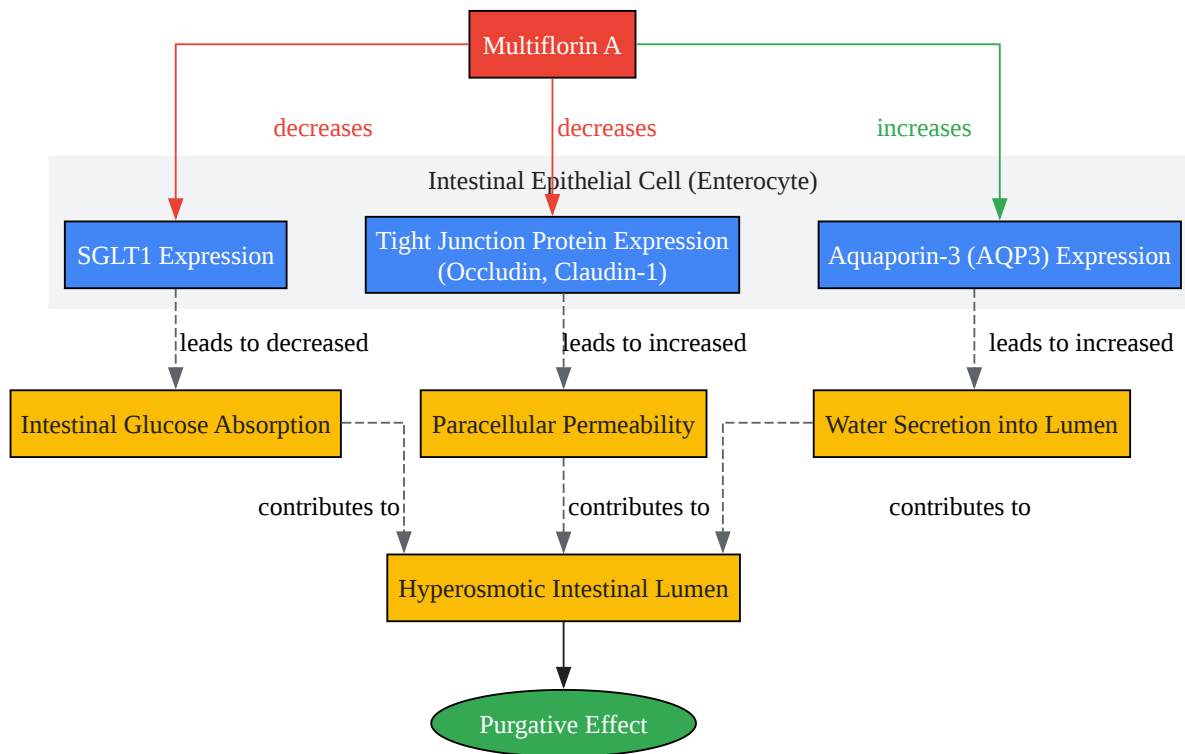 Multiflorin A
decreases
decreases
increases
Intestinal Epithelial Cell (Enterocyte)
SGLT1 Expression
Tight Junction Protein Expression
(Occludin, Claudin-1)
Aquaporin-3 (AQP3) Expression
leads to decreased
leads to increased
leads to increased
Intestinal Glucose Absorption
Paracellular Permeability
Water Secretion into Lumen
contributes to
contributes to
contributes to
Hyperosmotic Intestinal Lumen
Purgative Effect